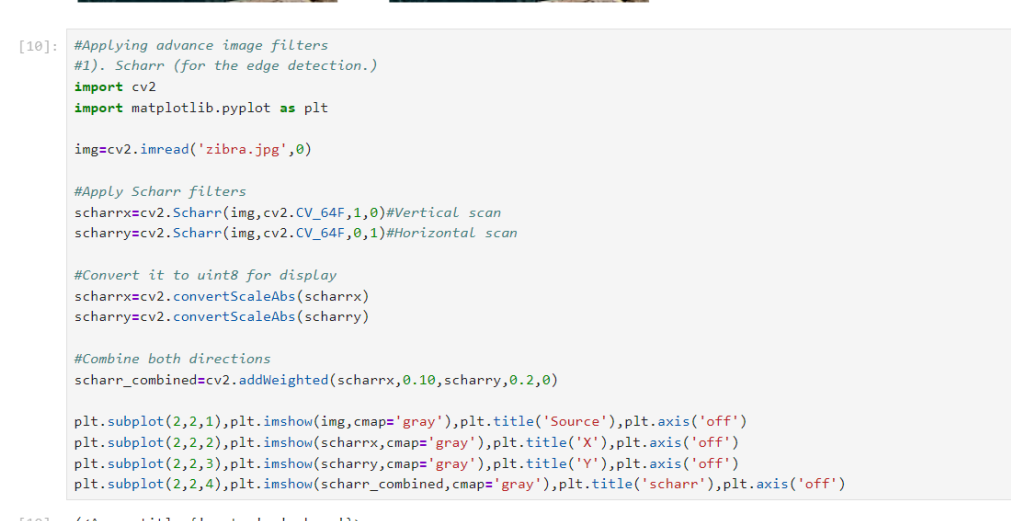 [10]: #Applying advance image filters
#1). Scharr (for the edge detection.)
import cv2
import matplotlib.pyplot as plt
img=cv2.imread('zibra.jpg',0)
#Apply Scharr filters
scharrx=cv2.Scharr(img,cv2.CV_64F,1,0)#Vertical scan
scharry=cv2.Scharr(img,cv2.CV_64F,0,1)#Horizontal scan
#Convert it to uint8 for display
scharrx=cv2.convertScaleAbs(scharrx)
scharry=cv2.convertScaleAbs(scharry)
#Combine both directions
scharr_combined=cv2.addWeighted(scharrx,0.10,scharry,0.2,0)
plt.subplot(2,2,1),plt.imshow(img,cmap='gray'),plt.title('Source'),plt.axis('off')
plt.subplot(2,2,2),plt.imshow(scharrx,cmap='gray'),plt.title('X'),plt.axis('off')
plt.subplot(2,2,3),plt.imshow(scharry,cmap='gray'),plt.title('Y'),plt.axis('off')
plt.subplot(2,2,4),plt.imshow(scharr_combined,cmap='gray'),plt.title('scharr'),plt.axis('off')